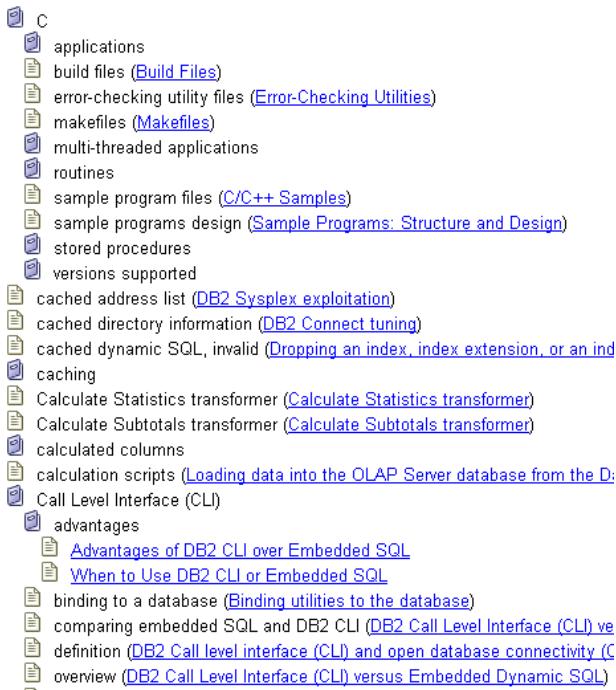 C
applications
build files (Build Files)
error-checking utility files (Error-Checking Utilities)
makefiles (Makefiles)
multi-threaded applications
routines
sample program files (C/C++ Samples)
sample programs design (Sample Programs: Structure and Design)
stored procedures
versions supported
cached address list (DB2 Sysplex exploitation)
cached directory information (DB2 Connect tuning)
cached dynamic SQL, invalid (Dropping an index, index extension, or an ind
caching
Calculate Statistics transformer (Calculate Statistics transformer)
Calculate Subtotals transformer (Calculate Subtotals transformer)
calculated columns
calculation scripts (Loading data into the OLAP Server database from the Da
Call Level Interface (CLI)
advantages
Advantages of DB2 CLI over Embedded SQL
When to Use DB2 CLI or Embedded SQL
binding to a database (Binding utilities to the database)
comparing embedded SQL and DB2 CLI (DB2 Call Level Interface (CLI) ve
definition (DB2 Call level interface (CLI) and open database connectivity (O
overview (DB2 Call Level Interface (CLI) versus Embedded Dynamic SQL)